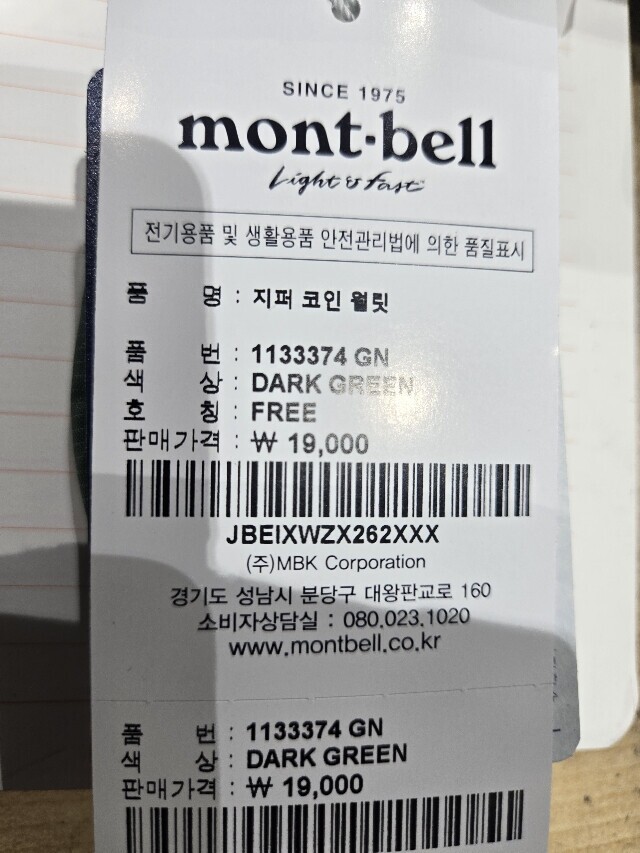 SINCE 1975
mont-bell
Light & Fast
전기용품 및 생활용품 안전관리법에 의한 품질표시
품 명 : 지퍼 코인 월릿
품 번 : 1133374 GN
색 상 : DARK GREEN
호 칭 : FREE
판매가격 : ₩ 19,000
JBEIXWZX262XXX
(주)MBK Corporation
경기도 성남시 분당구 대왕판교로 160
소비자상담실 : 080.023.1020
www.montbell.co.kr
품 번 : 1133374 GN
색 상 : DARK GREEN
판매가격 : ₩ 19,000